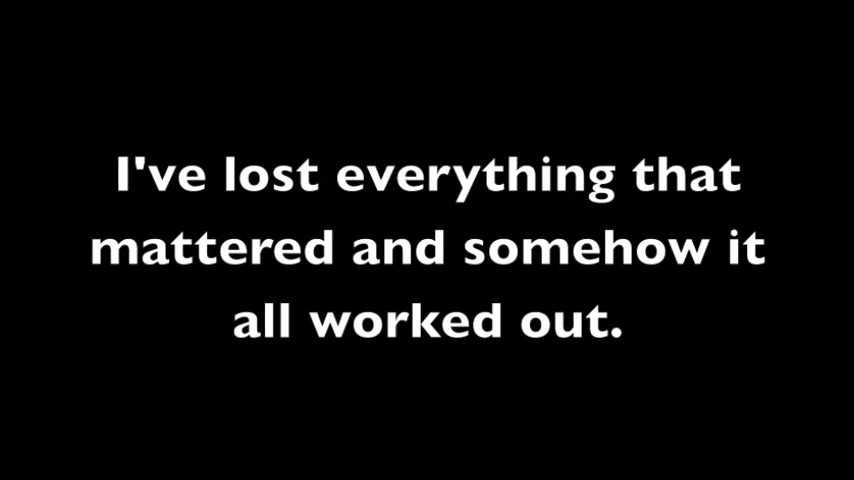 I've lost everything that
mattered and somehow it
all worked out.